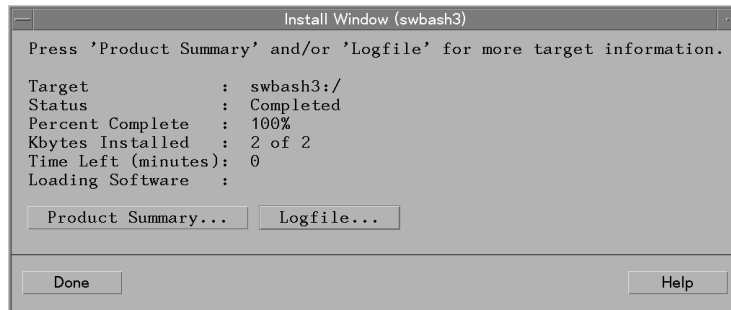 Install Window (swbash3)
Press 'Product Summary' and/or 'Logfile' for more target information.
Target : swbash3:/
Status : Completed
Percent Complete : 100%
Kbytes Installed : 2 of 2
Time Left (minutes): 0
Loading Software :
Product Summary... Logfile...
Done Help